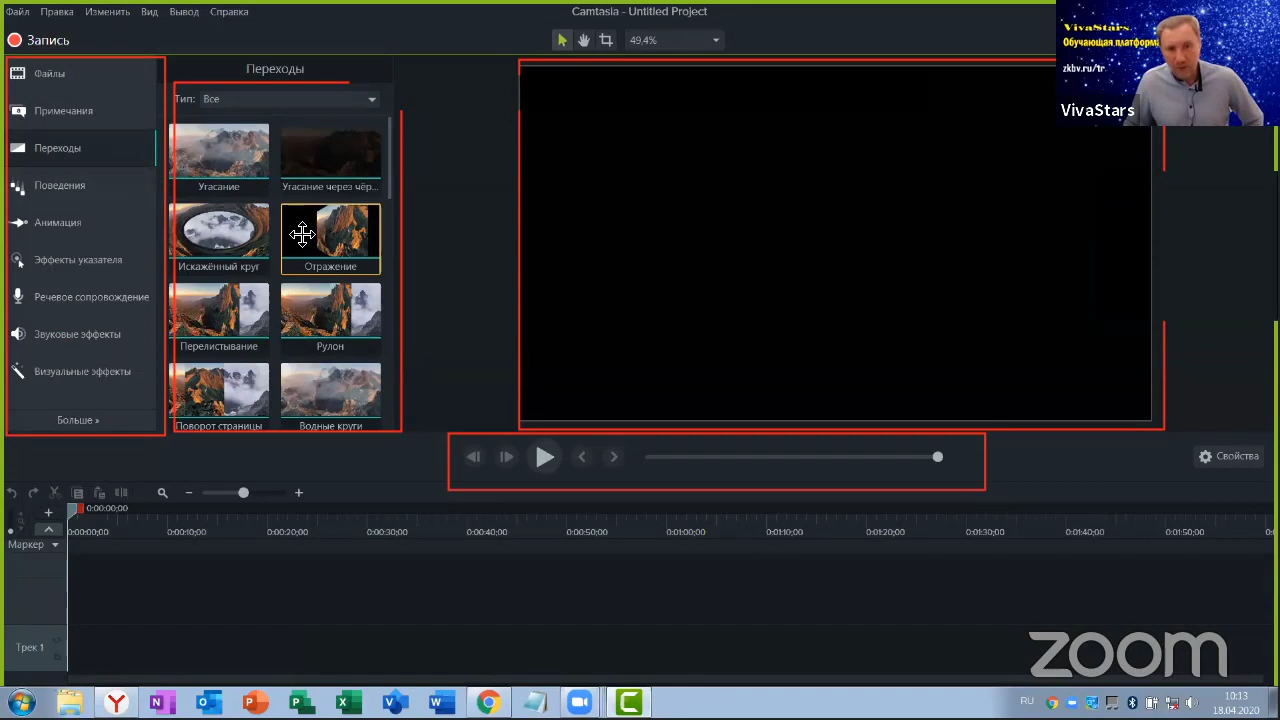 Файл Правка Изменить Вид Вывод Справка
Camtasia - Untitled Project
Запись
49,4%
VivaStars
Обучающая платформа
zkbv.ru/tr
VivaStars
Файлы
Примечания
Переходы
Поведения
Анимация
Эффекты указателя
Речевое сопровождение
Звуковые эффекты
Визуальные эффекты
Больше »
Переходы
Тип: Все
Угасание
Угасание через чёр...
Искажённый круг
Отражение
Перелистывание
Рулон
Поворот страницы
Водные круги
Свойства
0:00:00;00
0:00:00;00 0:00:10;00 0:00:20;00 0:00:30;00 0:00:40;00 0:00:50;00 0:01:00;00 0:01:10;00 0:01:20;00 0:01:30;00 0:01:40;00 0:01:50;00
Маркер
Трек 1
zoom
RU
10:13
18.04.2020